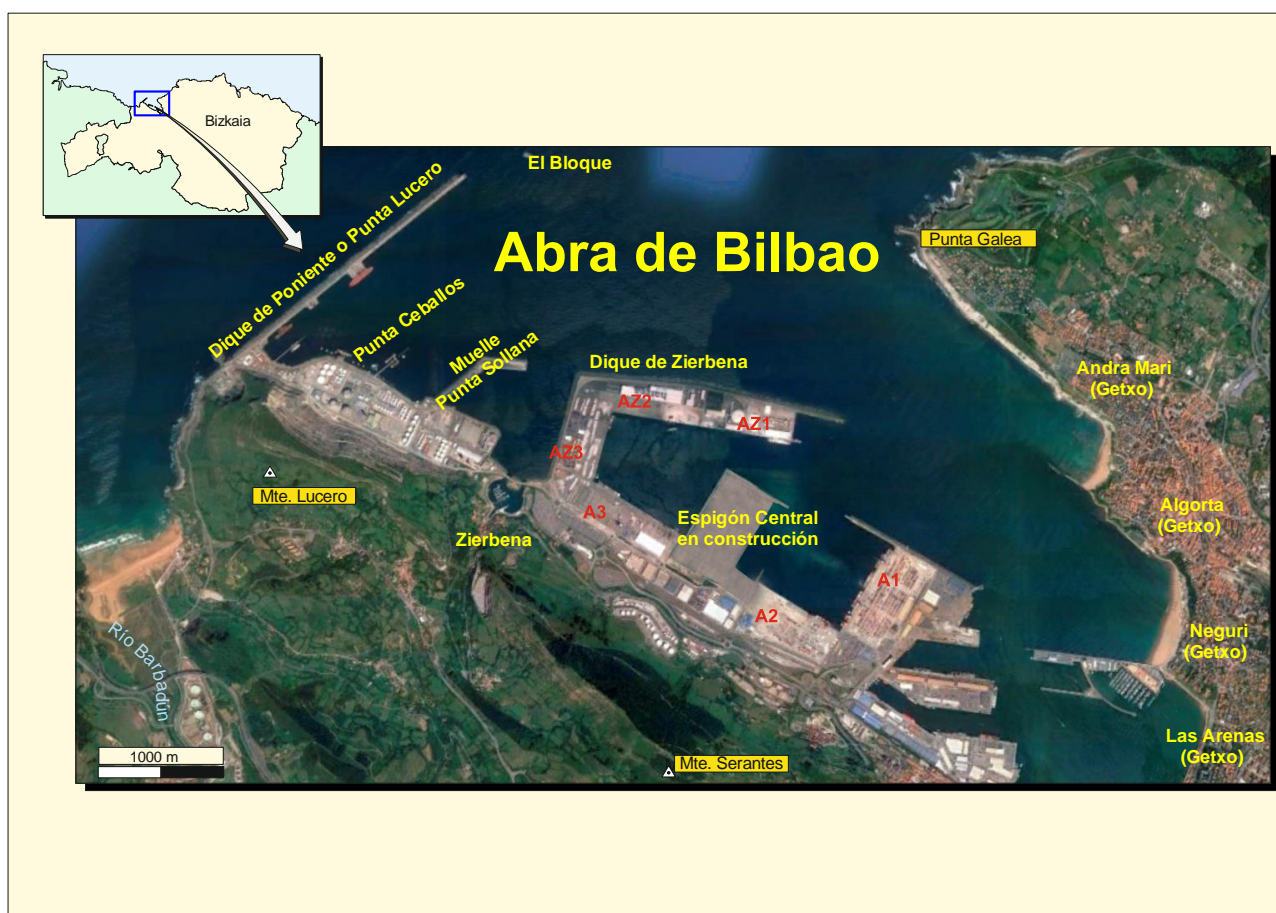 Bizkaia
El Bloque
Dique de Poniente o Punta Lucero
Abra de Bilbao
Punta Galea
Punta Ceballos
Muelle
Punta Sollana
Dique de Zierbena
Andra Mari
(Getxo)
AZ2
AZ1
AZ3
Mte. Lucero
A3
Espigón Central
en construcción
Algorta
(Getxo)
Zierbena
A1
A2
Río Barbadún
Neguri
(Getxo)
Las Arenas
(Getxo)
1000 m
Mte. Serantes